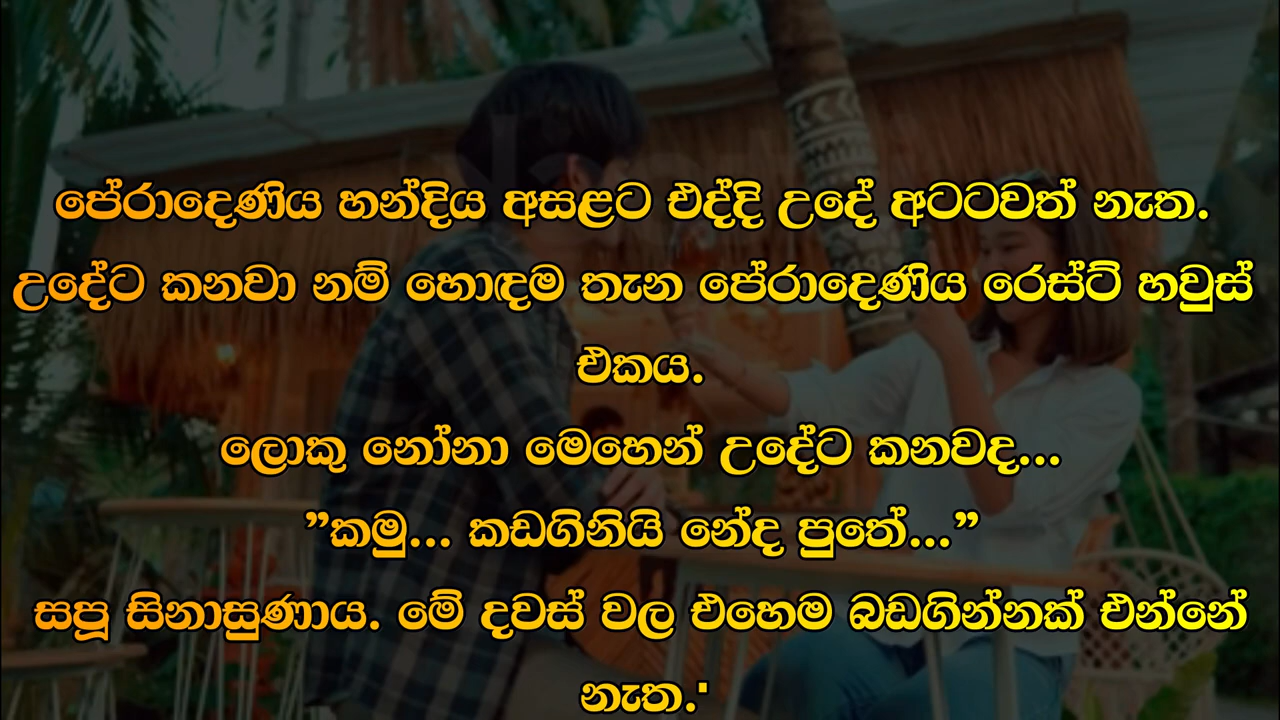 පේරාදෙණිය හන්දිය අසළට එද්දි උදේ අටටවත් නැත.
උදේට කනවා නම් හොඳම තැන පේරාදෙණිය රෙස්ට් හවුස්
එකය.
ලොකු නෝනා මෙහෙන් උදේට කනවද...
”කමු... කඩගිනියි නේද පුතේ...”
සපූ සිනාසුණාය. මේ දවස් වල එහෙම බඩගින්නක් එන්නේ
නැත.'